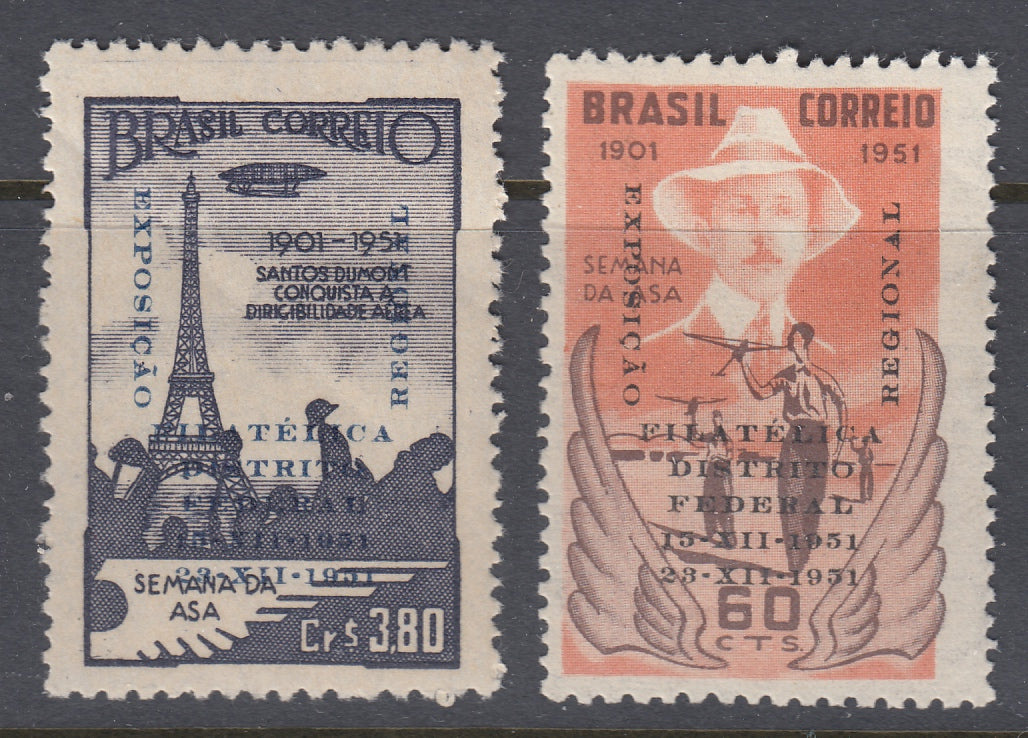 BRASIL CORREIO
1901-1951
SANTOS DUMONT
CONQUISTA A
DIRIGIBILIDADE AÉREA
EXPOSIÇÃO
REGIONAL
FILATÉLICA
DISTRITO
FEDERAL
15-XII-1951
23-XII-1951
SEMANA DA
ASA
Cr$ 3,80
BRASIL CORREIO
1901 1951
SEMANA
DA ASA
EXPOSIÇÃO
REGIONAL
FILATÉLICA
DISTRITO
FEDERAL
15-XII-1951
23-XII-1951
60
CTS.